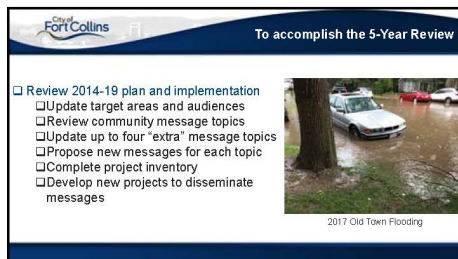 City of
Fort Collins
To accomplish the 5-Year Review
❑ Review 2014-19 plan and implementation
❑Update target areas and audiences
❑Review community message topics
❑Update up to four “extra” message topics
❑Propose new messages for each topic
❑Complete project inventory
❑Develop new projects to disseminate
messages
2017 Old Town Flooding